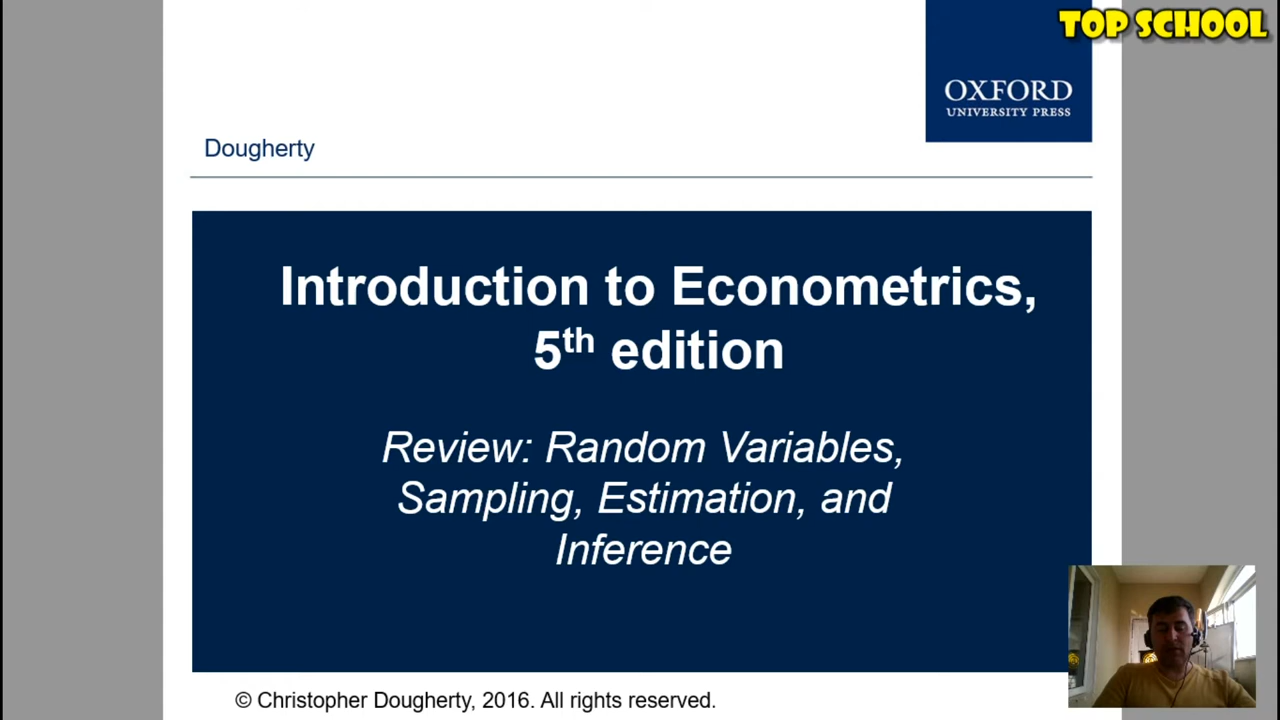 TOP SCHOOL
OXFORD
UNIVERSITY PRESS
Dougherty
Introduction to Econometrics,
5th edition
Review: Random Variables,
Sampling, Estimation, and
Inference
© Christopher Dougherty, 2016. All rights reserved.